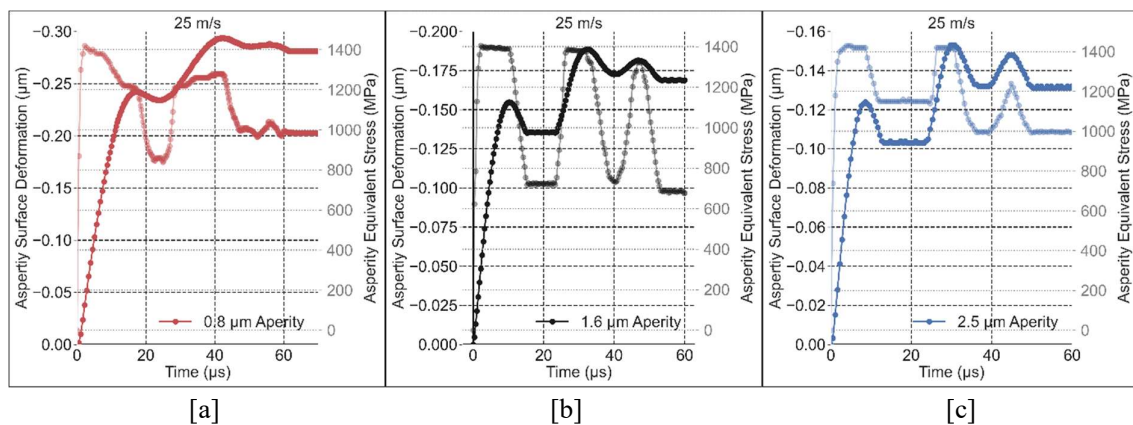 25 m/s
Asperity Surface Deformation (µm)
−0.30
−0.25
−0.20
−0.15
−0.10
−0.05
0.00
1400
1200
1000
800
600
400
200
0
Asperity Equivalent Stress (MPa)
0.8 µm Aperity
0 20 40 60
Time (µs)
[a]
25 m/s
Asperity Surface Deformation (µm)
−0.200
−0.175
−0.150
−0.125
−0.100
−0.075
−0.050
−0.025
0.000
1400
1200
1000
800
600
400
200
0
Asperity Equivalent Stress (MPa)
1.6 µm Aperity
0 20 40 60
Time (µs)
[b]
25 m/s
Asperity Surface Deformation (µm)
−0.16
−0.14
−0.12
−0.10
−0.08
−0.06
−0.04
−0.02
0.00
1400
1200
1000
800
600
400
200
0
Asperity Equivalent Stress (MPa)
2.5 µm Aperity
0 20 40 60
Time (µs)
[c]